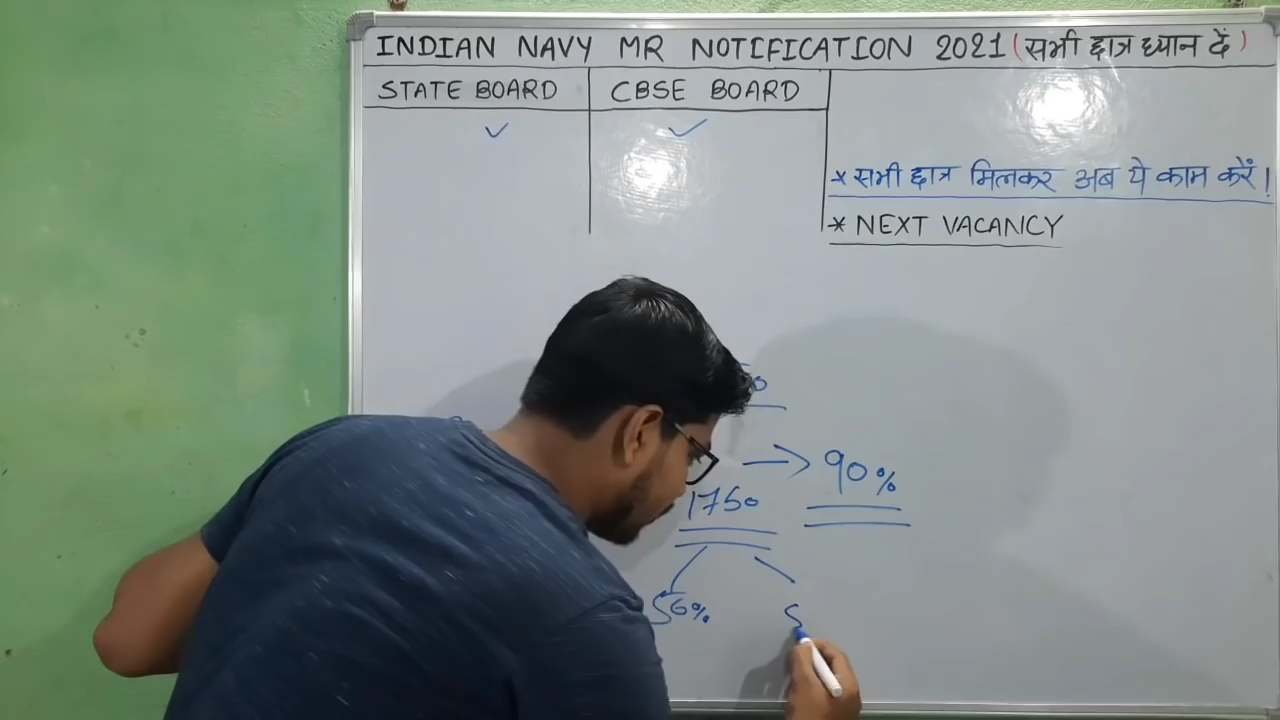 INDIAN NAVY MR NOTIFICATION 2021 (सभी छात्र ध्यान दें)
STATE BOARD CBSE BOARD
✓ ✓
* सभी छात्र मिलकर अब ये काम करें!
* NEXT VACANCY
→ 90%
1750
56%